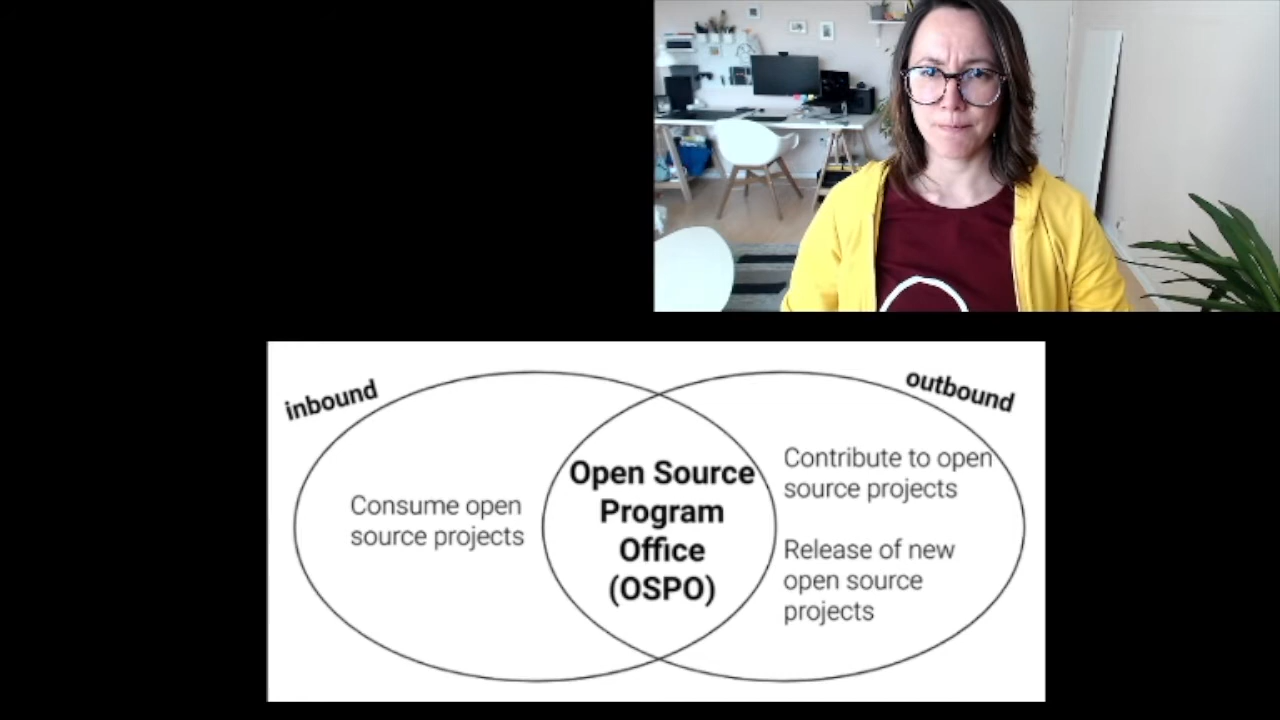 inbound
outbound
Consume open
source projects
Open Source
Program
Office
(OSPO)
Contribute to open
source projects
Release of new
open source
projects